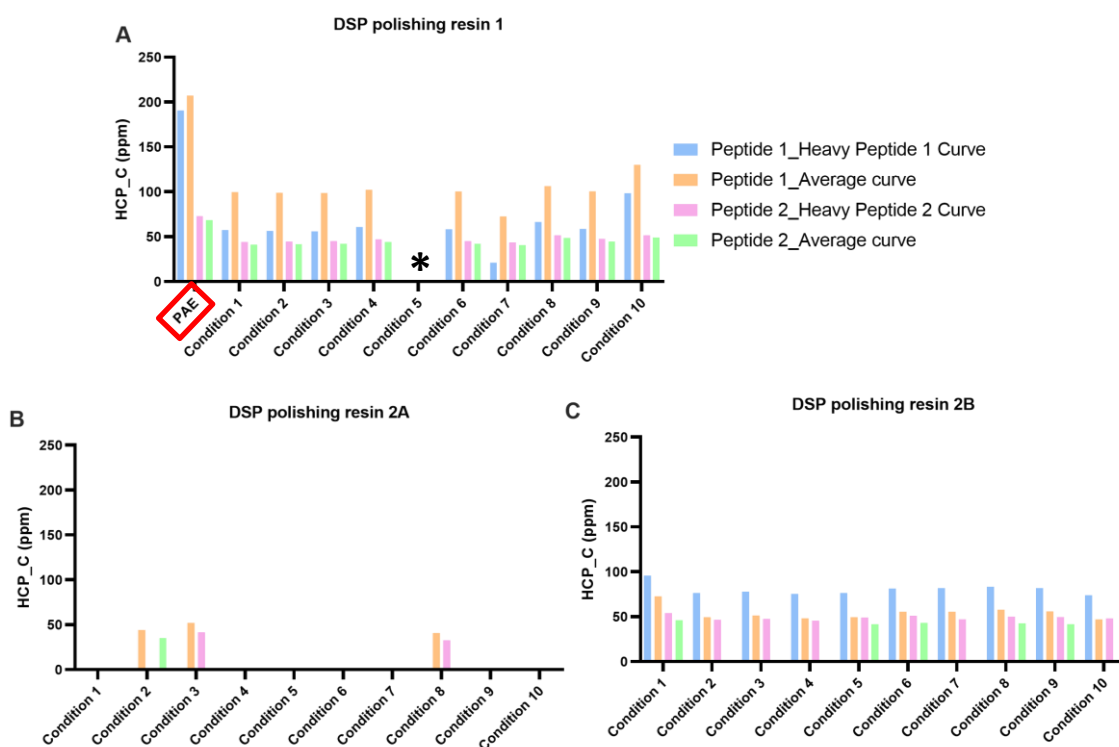 A
DSP polishing resin 1
HCP_C (ppm)
250
200
150
100
50
0
*
PAE
Condition 1
Condition 2
Condition 3
Condition 4
Condition 5
Condition 6
Condition 7
Condition 8
Condition 9
Condition 10
Peptide 1_Heavy Peptide 1 Curve
Peptide 1_Average curve
Peptide 2_Heavy Peptide 2 Curve
Peptide 2_Average curve
B
DSP polishing resin 2A
HCP_C (ppm)
250
200
150
100
50
0
Condition 1
Condition 2
Condition 3
Condition 4
Condition 5
Condition 6
Condition 7
Condition 8
Condition 9
Condition 10
C
DSP polishing resin 2B
HCP_C (ppm)
250
200
150
100
50
0
Condition 1
Condition 2
Condition 3
Condition 4
Condition 5
Condition 6
Condition 7
Condition 8
Condition 9
Condition 10